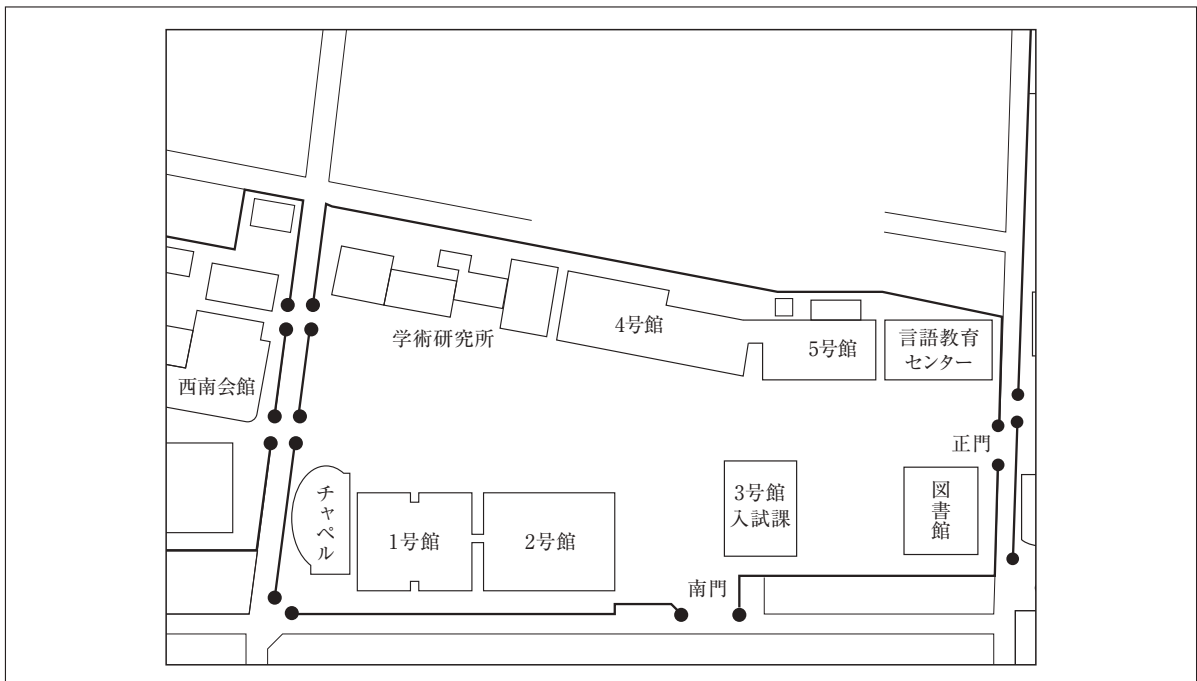 4号館
5号館
言語教育
センター
学術研究所
西南会館
正門
チャペル
1号館
2号館
3号館
入試課
図書館
南門